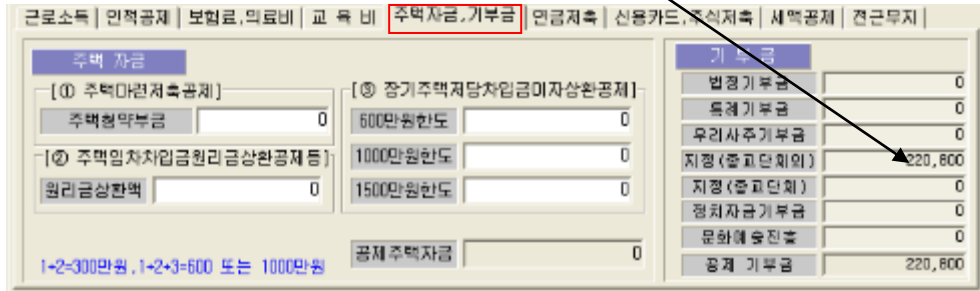 근로소득 인적공제 보험료,의료비 교 육 비 주택자금,기부금 연금저축 신용카드,주식저축 세액공제 전근무지
주택 자금
[① 주택마련저축공제]
주택청약부금 0
[② 주택임차차입금원리금상환공제등]
원리금상환액 0
1+2=300만원,1+2+3=600 또는 1000만원
[③ 장기주택저당차입금이자상환공제]
600만원한도 0
1000만원한도 0
1500만원한도 0
공제주택자금 0
기 부 금
법정기부금 0
특례기부금 0
우리사주기부금 0
지정(종교단체외) 220,800
지정(종교단체) 0
정치자금기부금 0
문화예술진흥 0
공제 기부금 220,800